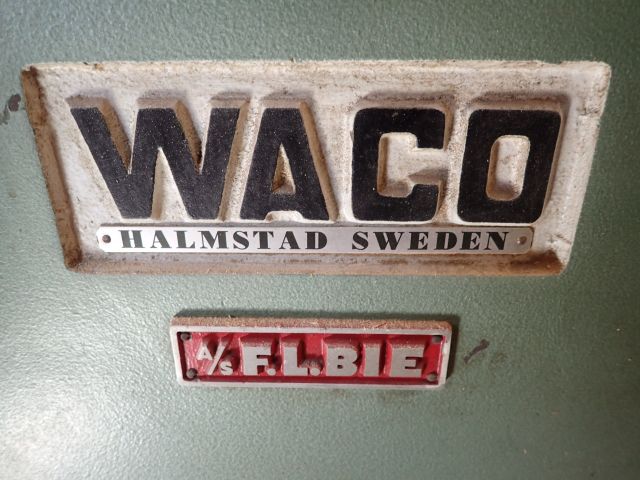 WACO
HALMSTAD SWEDEN
A/S F.L.BIE